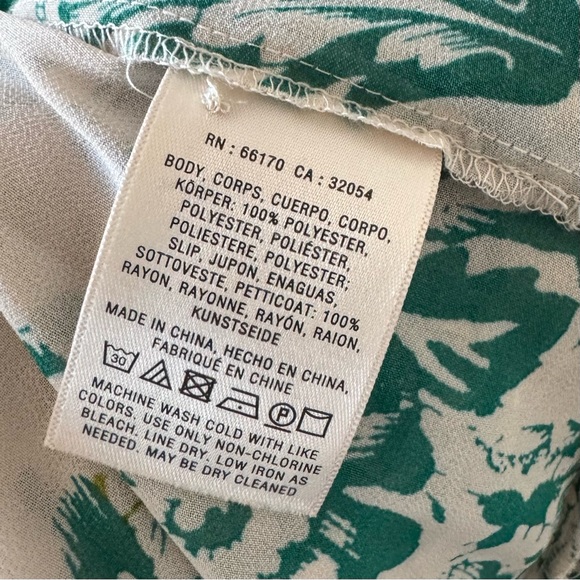 RN : 66170 CA : 32054
BODY, CORPS, CUERPO, CORPO,
KÖRPER: 100% POLYESTER,
POLYESTER, POLIÉSTER,
POLIESTERE, POLYESTER;
SLIP, JUPON, ENAGUAS,
SOTTOVESTE, PETTICOAT: 100%
RAYON, RAYONNE, RAYÓN, RAION,
KUNSTSEIDE
MADE IN CHINA, HECHO EN CHINA,
FABRIQUÉ EN CHINE
30 P
MACHINE WASH COLD WITH LIKE
COLORS. USE ONLY NON-CHLORINE
BLEACH. LINE DRY. LOW IRON AS
NEEDED. MAY BE DRY CLEANED